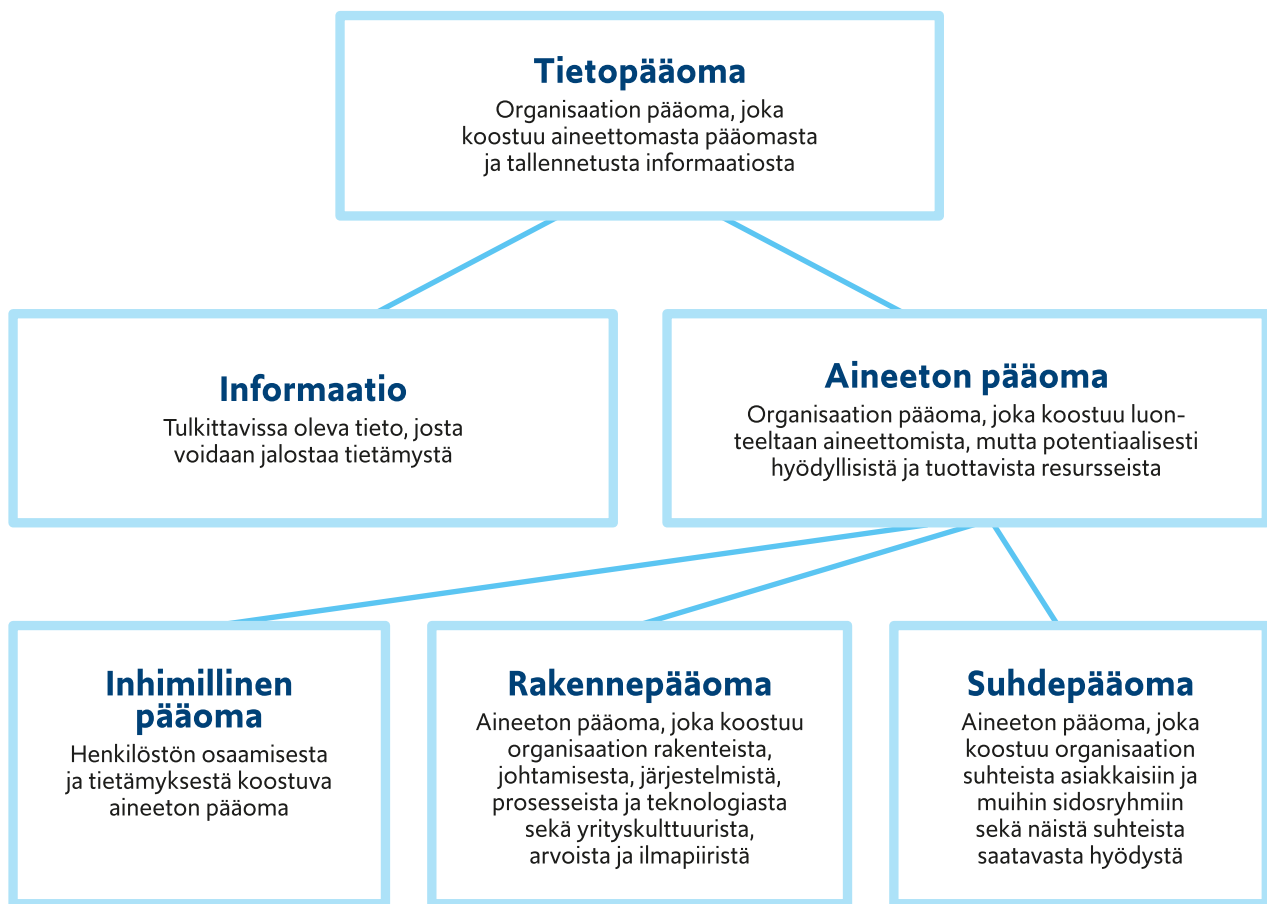 Tietopääoma
Organisaation pääoma, joka
koostuu aineettomasta pääomasta
ja tallennetusta informaatiosta
Informaatio
Tulkittavissa oleva tieto, josta
voidaan jalostaa tietämystä
Aineeton pääoma
Organisaation pääoma, joka koostuu luon-
teeltaan aineettomista, mutta potentiaalisesti
hyödyllisistä ja tuottavista resursseista
Inhimillinen
pääoma
Henkilöstön osaamisesta
ja tietämyksestä koostuva
aineeton pääoma
Rakennepääoma
Aineeton pääoma, joka koostuu
organisaation rakenteista,
johtamisesta, järjestelmistä,
prosesseista ja teknologiasta
sekä yrityskulttuurista,
arvoista ja ilmapiiristä
Suhdepääoma
Aineeton pääoma, joka
koostuu organisaation
suhteista asiakkaisiin ja
muihin sidosryhmiin
sekä näistä suhteista
saatavasta hyödystä